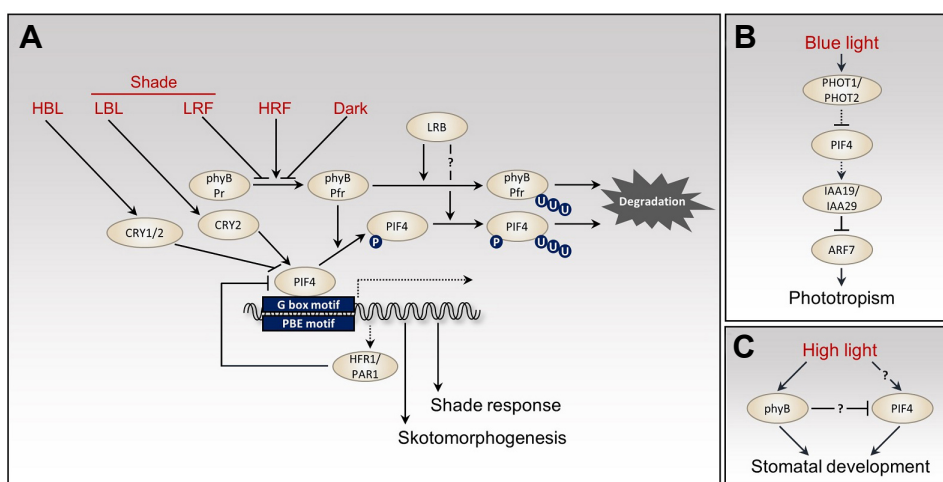 A
Shade
HBL
LBL
LRF
HRF
Dark
LRB
?
phyB
Pr
phyB
Pfr
phyB
Pfr
U U U
Degradation
CRY1/2
CRY2
PIF4
P
PIF4
P
U U U
PIF4
G box motif
PBE motif
HFR1/
PAR1
Shade response
Skotomorphogenesis
B
Blue light
PHOT1/
PHOT2
PIF4
IAA19/
IAA29
ARF7
Phototropism
C
High light
?
phyB
?
PIF4
Stomatal development